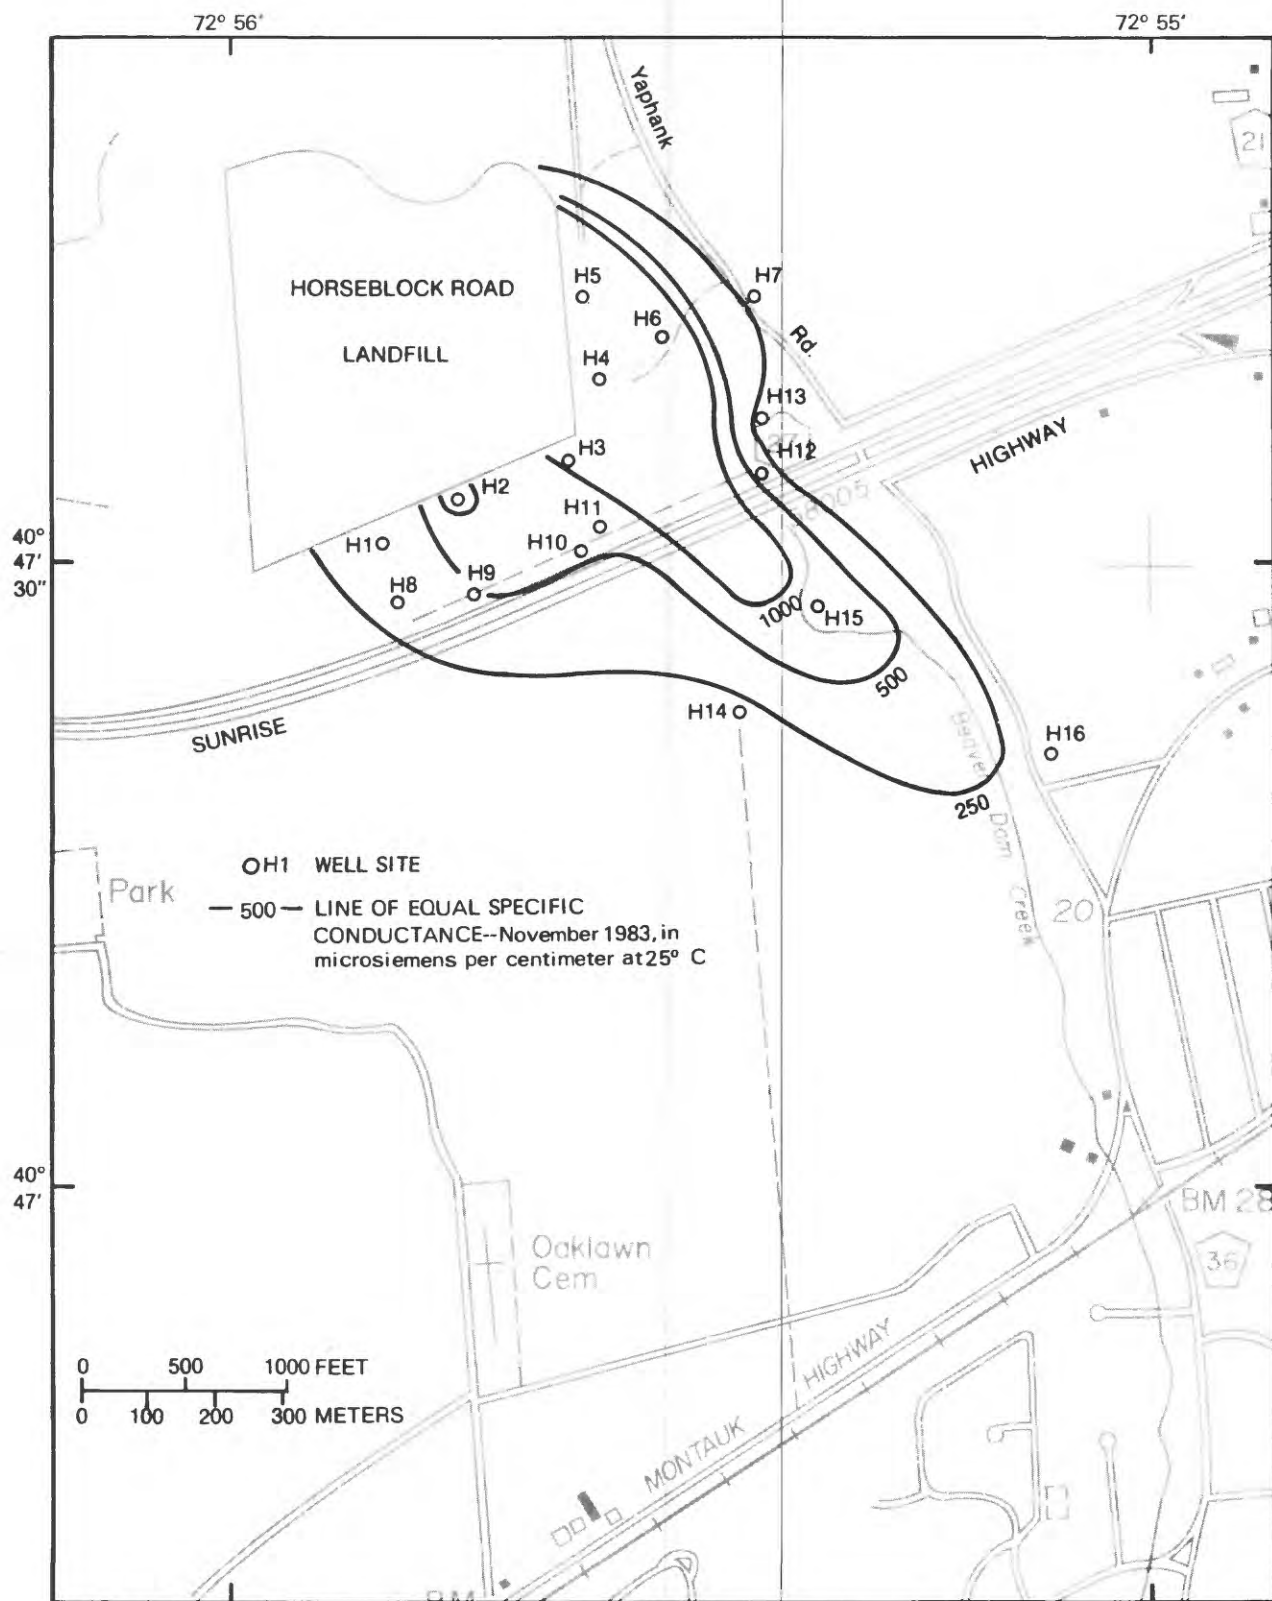 72° 56'
72° 55'
Yaphank
21
HORSEBLOCK ROAD
LANDFILL
H5
H7
H6
Rd.
H4
H13
27
HIGHWAY
H3
H12
H2
H11
40°
47'
30"
H1
H10
H9
H8
1000
H15
500
SUNRISE
H14
Beaver Dam Creek
H16
250
OH1 WELL SITE
Park
— 500 — LINE OF EQUAL SPECIFIC
CONDUCTANCE--November 1983, in
microsiemens per centimeter at 25° C
20
40°
47'
BM 28
Oaklawn
Cem
36
0 500 1000 FEET
0 100 200 300 METERS
MONTAUK HIGHWAY
BM